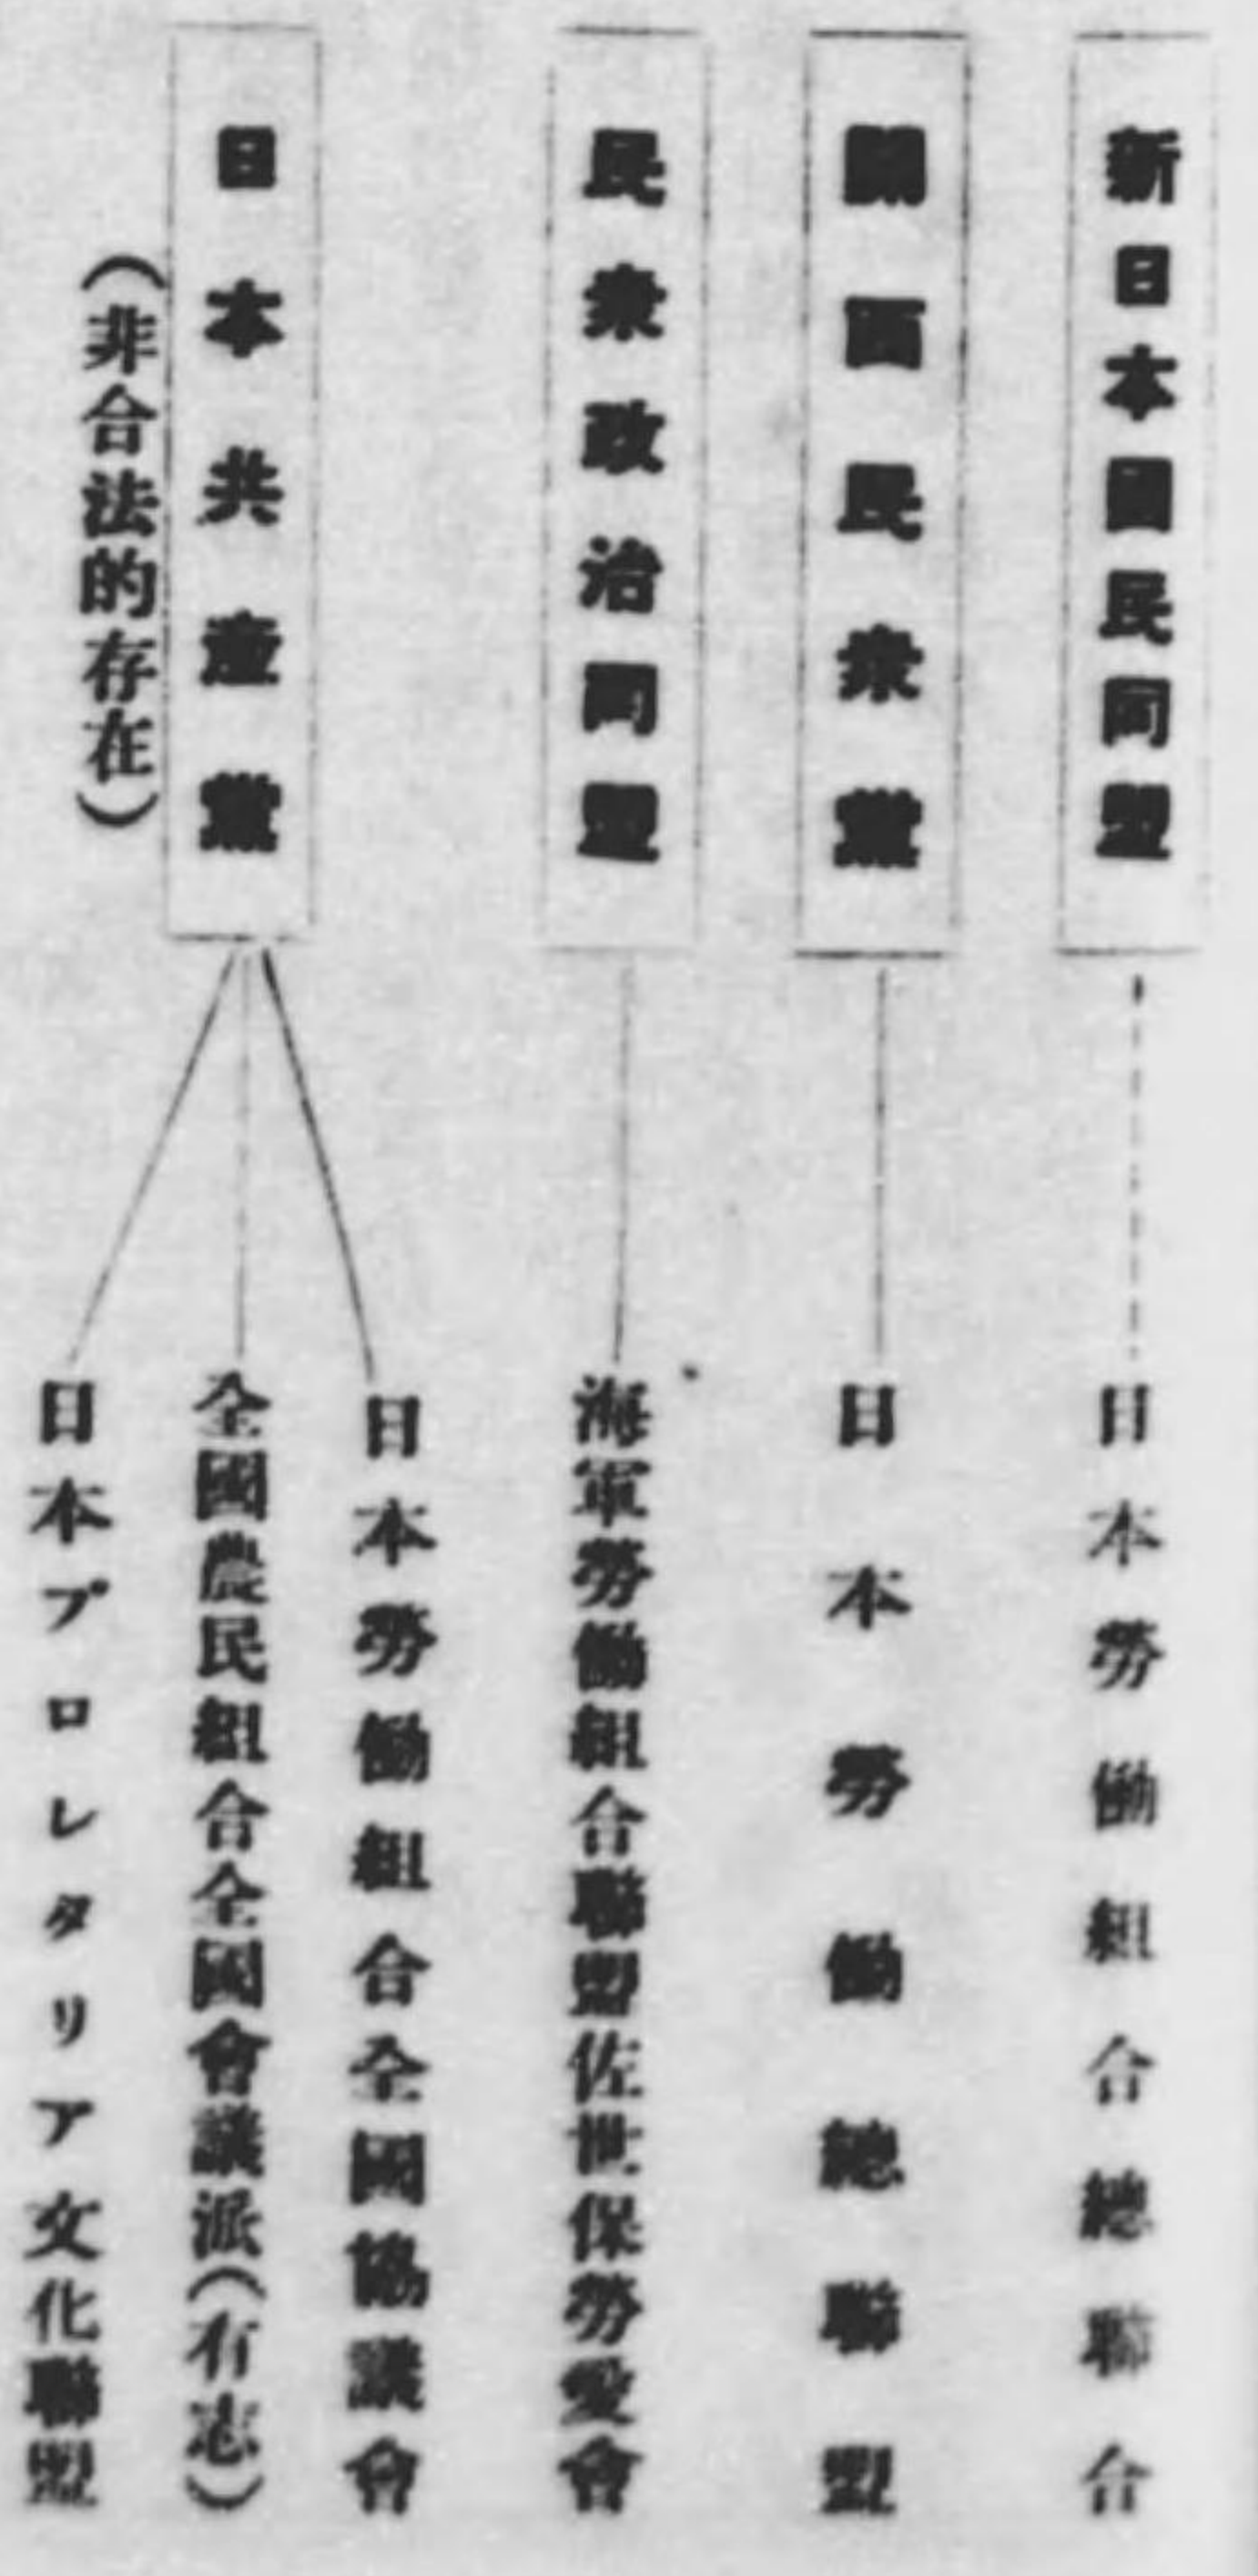 新日本國民同盟
日本勞働組合總聯合
關西民衆黨
日本勞働總聯盟
民衆政治同盟
海軍勞働組合聯盟佐世保勞愛會
日本共產黨
(非合法的存在)
日本勞働組合全國協議會
全國農民組合全國會議派(有志)
日本プロレタリア文化聯盟